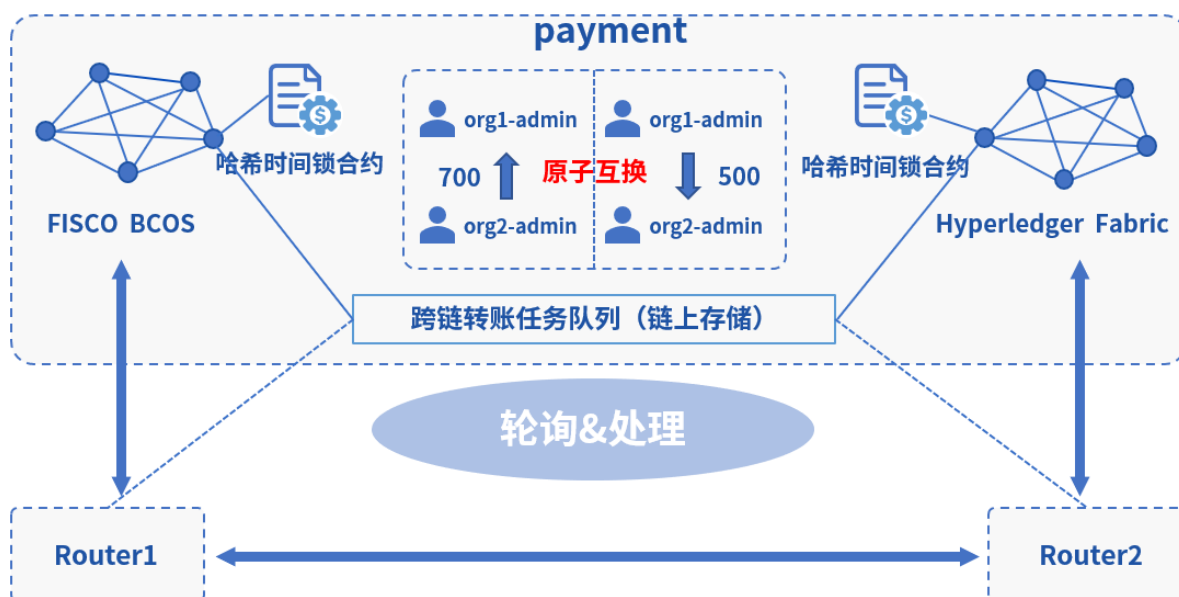 payment
哈希时间锁合约
FISCO BCOS
org1-admin
org1-admin
700
原子互换
500
org2-admin
org2-admin
哈希时间锁合约
Hyperledger Fabric
跨链转账任务队列（链上存储）
轮询&处理
Router1
Router2